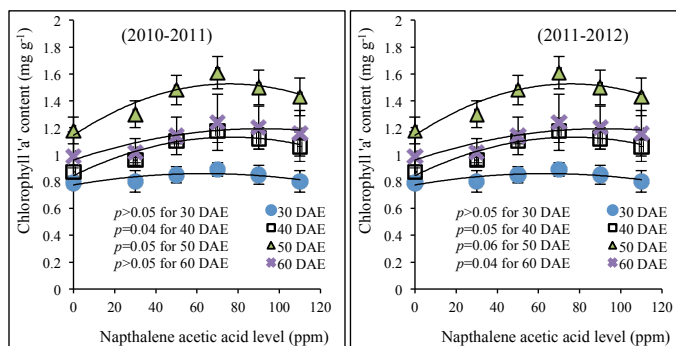 (2010-2011)
Chlorophyll 'a' content (mg g-1)
2
1.8
1.6
1.4
1.2
1
0.8
0.6
0.4
0.2
0
p>0.05 for 30 DAE
p=0.04 for 40 DAE
p=0.05 for 50 DAE
p>0.05 for 60 DAE
30 DAE
40 DAE
50 DAE
60 DAE
0 20 40 60 80 100 120
Napthalene acetic acid level (ppm)
(2011-2012)
Chlorophyll 'a' content (mg g-1)
2
1.8
1.6
1.4
1.2
1
0.8
0.6
0.4
0.2
0
p>0.05 for 30 DAE
p=0.05 for 40 DAE
p=0.06 for 50 DAE
p=0.04 for 60 DAE
30 DAE
40 DAE
50 DAE
60 DAE
0 20 40 60 80 100 120
Napthalene acetic acid level (ppm)